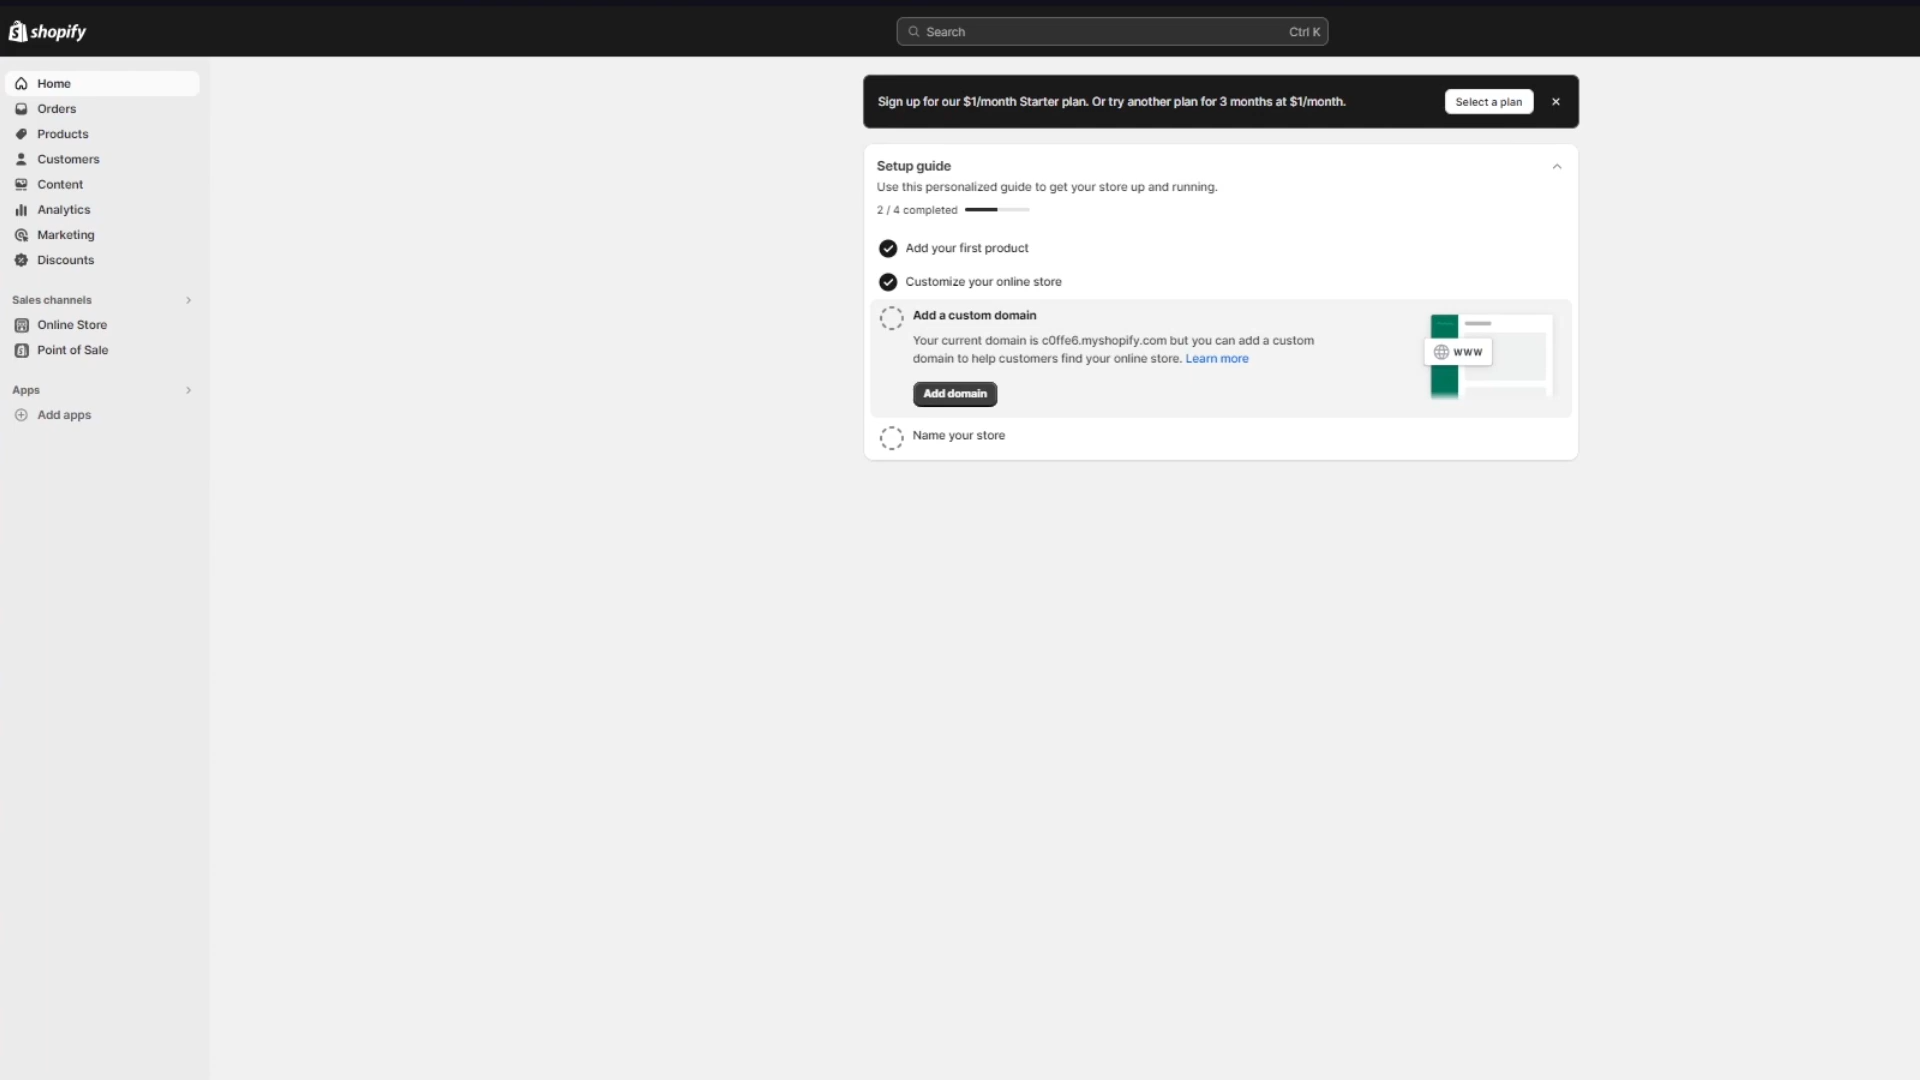 shopify
Search
Ctrl K
Home
Orders
Products
Customers
Content
Analytics
Marketing
Discounts
Sales channels
Online Store
Point of Sale
Apps
Add apps
Sign up for our $1/month Starter plan. Or try another plan for 3 months at $1/month.
Select a plan
Setup guide
Use this personalized guide to get your store up and running.
2 / 4 completed
Add your first product
Customize your online store
Add a custom domain
Your current domain is c0ffe6.myshopify.com but you can add a custom
domain to help customers find your online store. Learn more
www
Add domain
Name your store